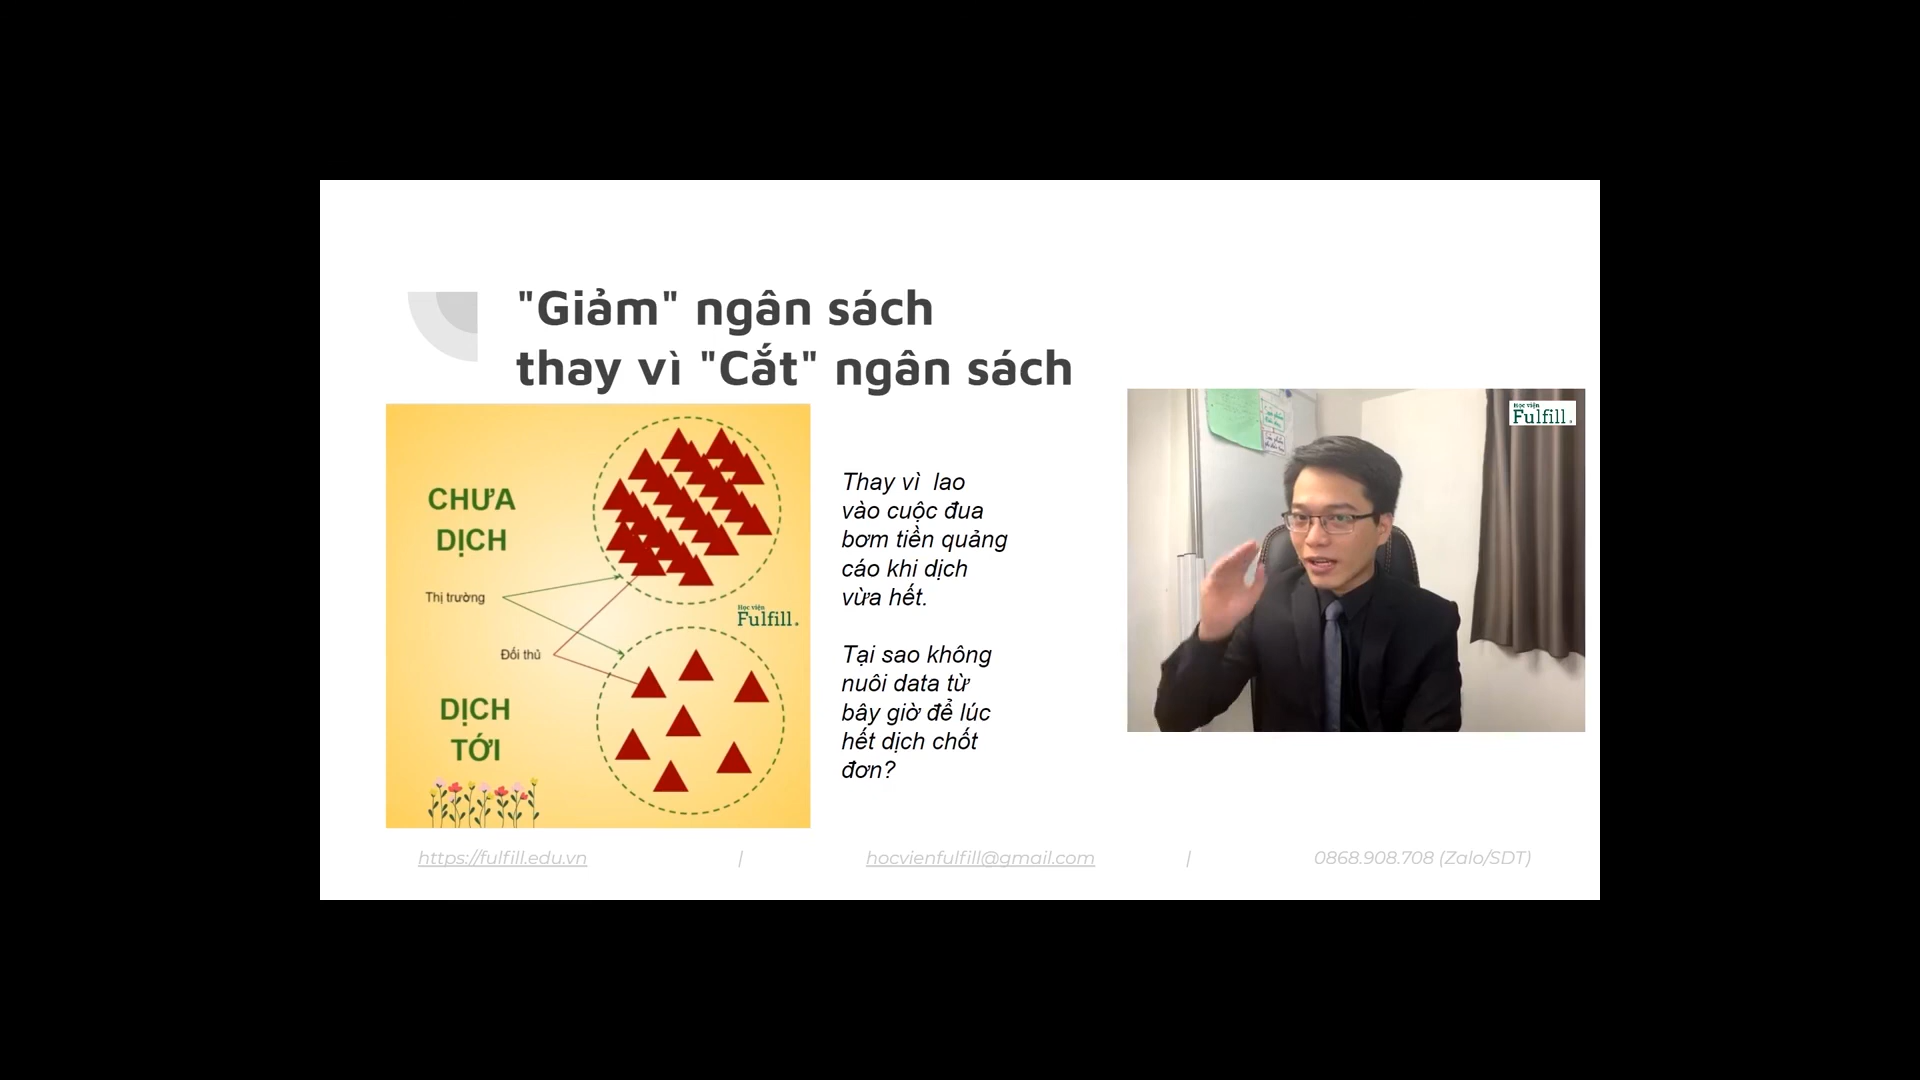 "Giảm" ngân sách
thay vì "Cắt" ngân sách
CHƯA
DỊCH
Thị trường
Học viện
Fulfill.
Đối thủ
DỊCH
TỚI
Thay vì lao
vào cuộc đua
bơm tiền quảng
cáo khi dịch
vừa hết.
Tại sao không
nuôi data từ
bây giờ để lúc
hết dịch chốt
đơn?
Học viện
Fulfill.
https://fulfill.edu.vn | hocvienfulfill@gmail.com | 0868.908.708 (Zalo/SDT)